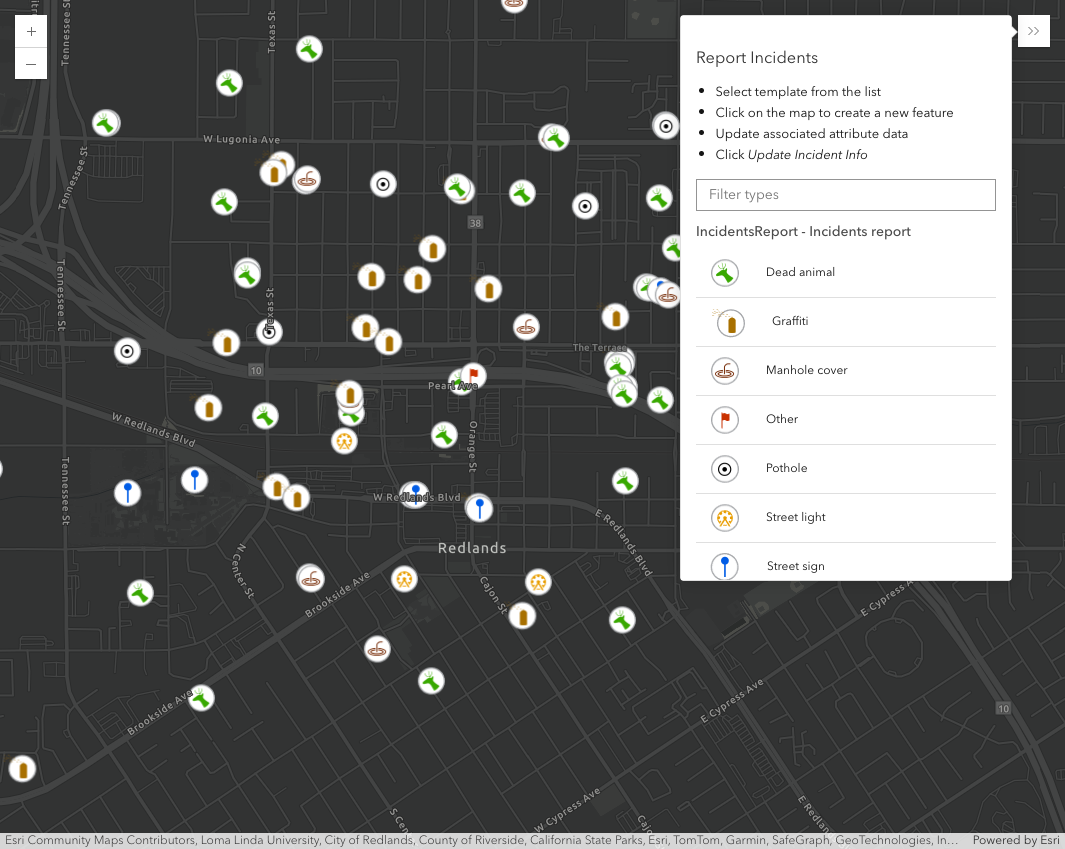 Tennessee St
Texas St
W Lugonia Ave
Tennessee St
38
Tennessee St
Texas St
The Terrace
10
Pearl Ave
W Redlands Blvd
Orange St
Tennessee St
W Redlands Blvd
E Redlands Blvd
Redlands
N Center St
Brookside Ave
Cajon St
E Cypress A
E Cypress Ave
Brookside Ave
10
W Cypress Ave
S Cen
Cajo
E Redlan
+
−
Report Incidents
• Select template from the list
• Click on the map to create a new feature
• Update associated attribute data
• Click Update Incident Info
Filter types
IncidentsReport - Incidents report
Dead animal
Graffiti
Manhole cover
Other
Pothole
Street light
Street sign
Esri Community Maps Contributors, Loma Linda University, City of Redlands, County of Riverside, California State Parks, Esri, TomTom, Garmin, SafeGraph, GeoTechnologies, In… Powered by Esri